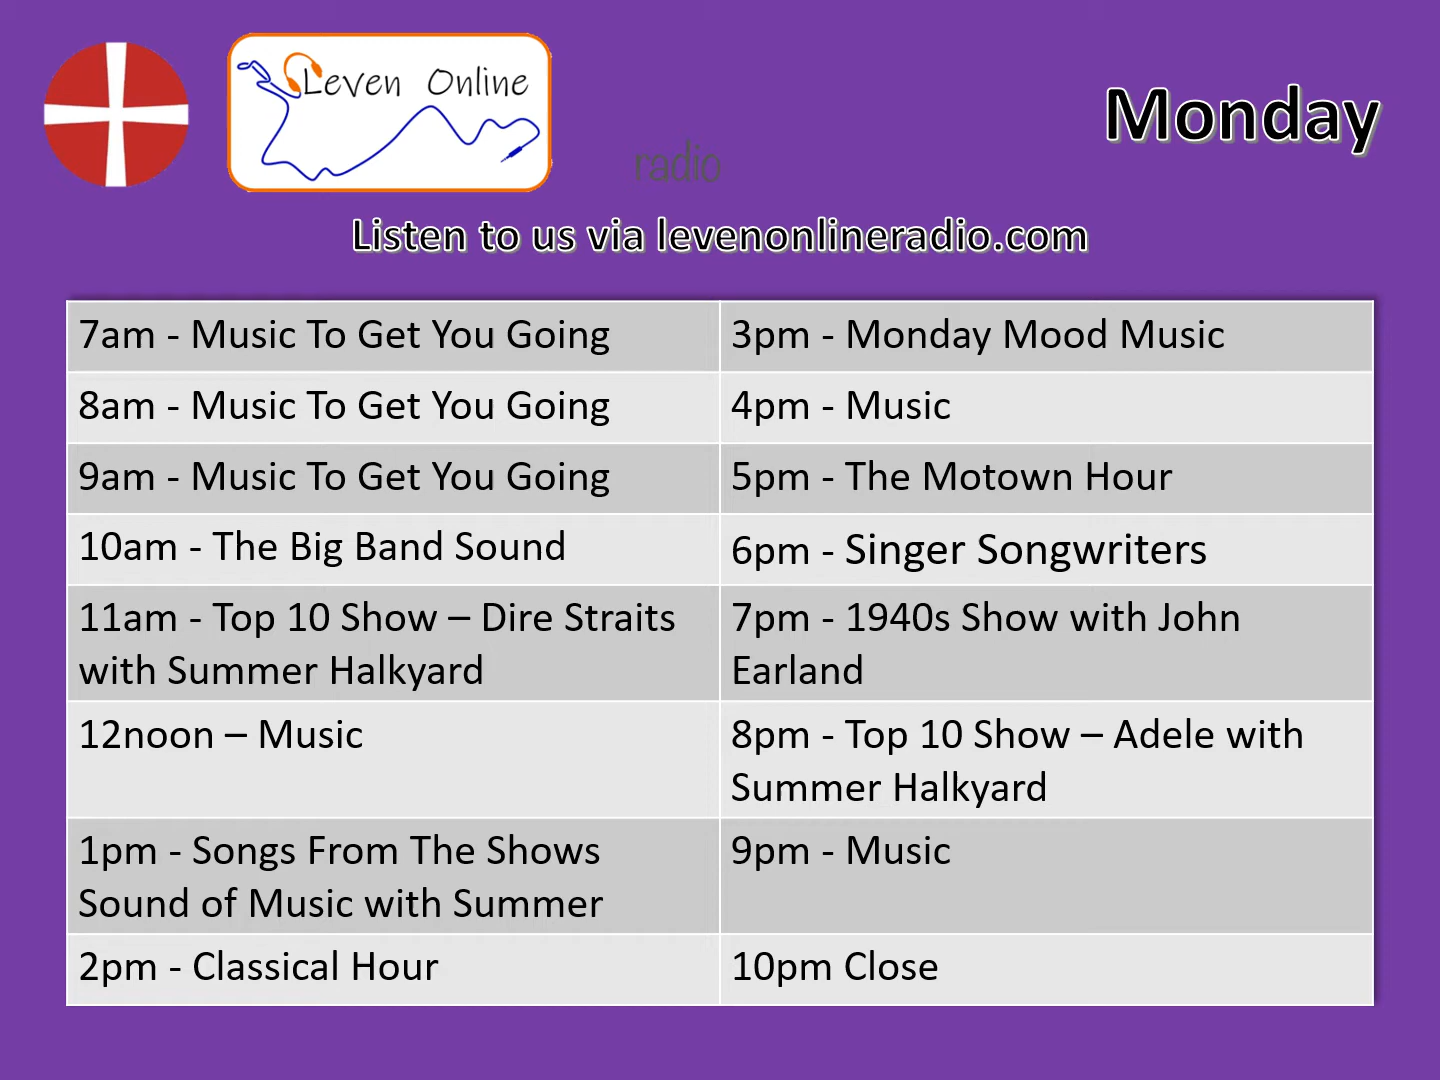 Leven Online
radio
Monday
Listen to us via levenonlineradio.com
7am - Music To Get You Going
8am - Music To Get You Going
9am - Music To Get You Going
10am - The Big Band Sound
11am - Top 10 Show – Dire Straits
with Summer Halkyard
12noon – Music
1pm - Songs From The Shows
Sound of Music with Summer
2pm - Classical Hour
3pm - Monday Mood Music
4pm - Music
5pm - The Motown Hour
6pm - Singer Songwriters
7pm - 1940s Show with John
Earland
8pm - Top 10 Show – Adele with
Summer Halkyard
9pm - Music
10pm Close